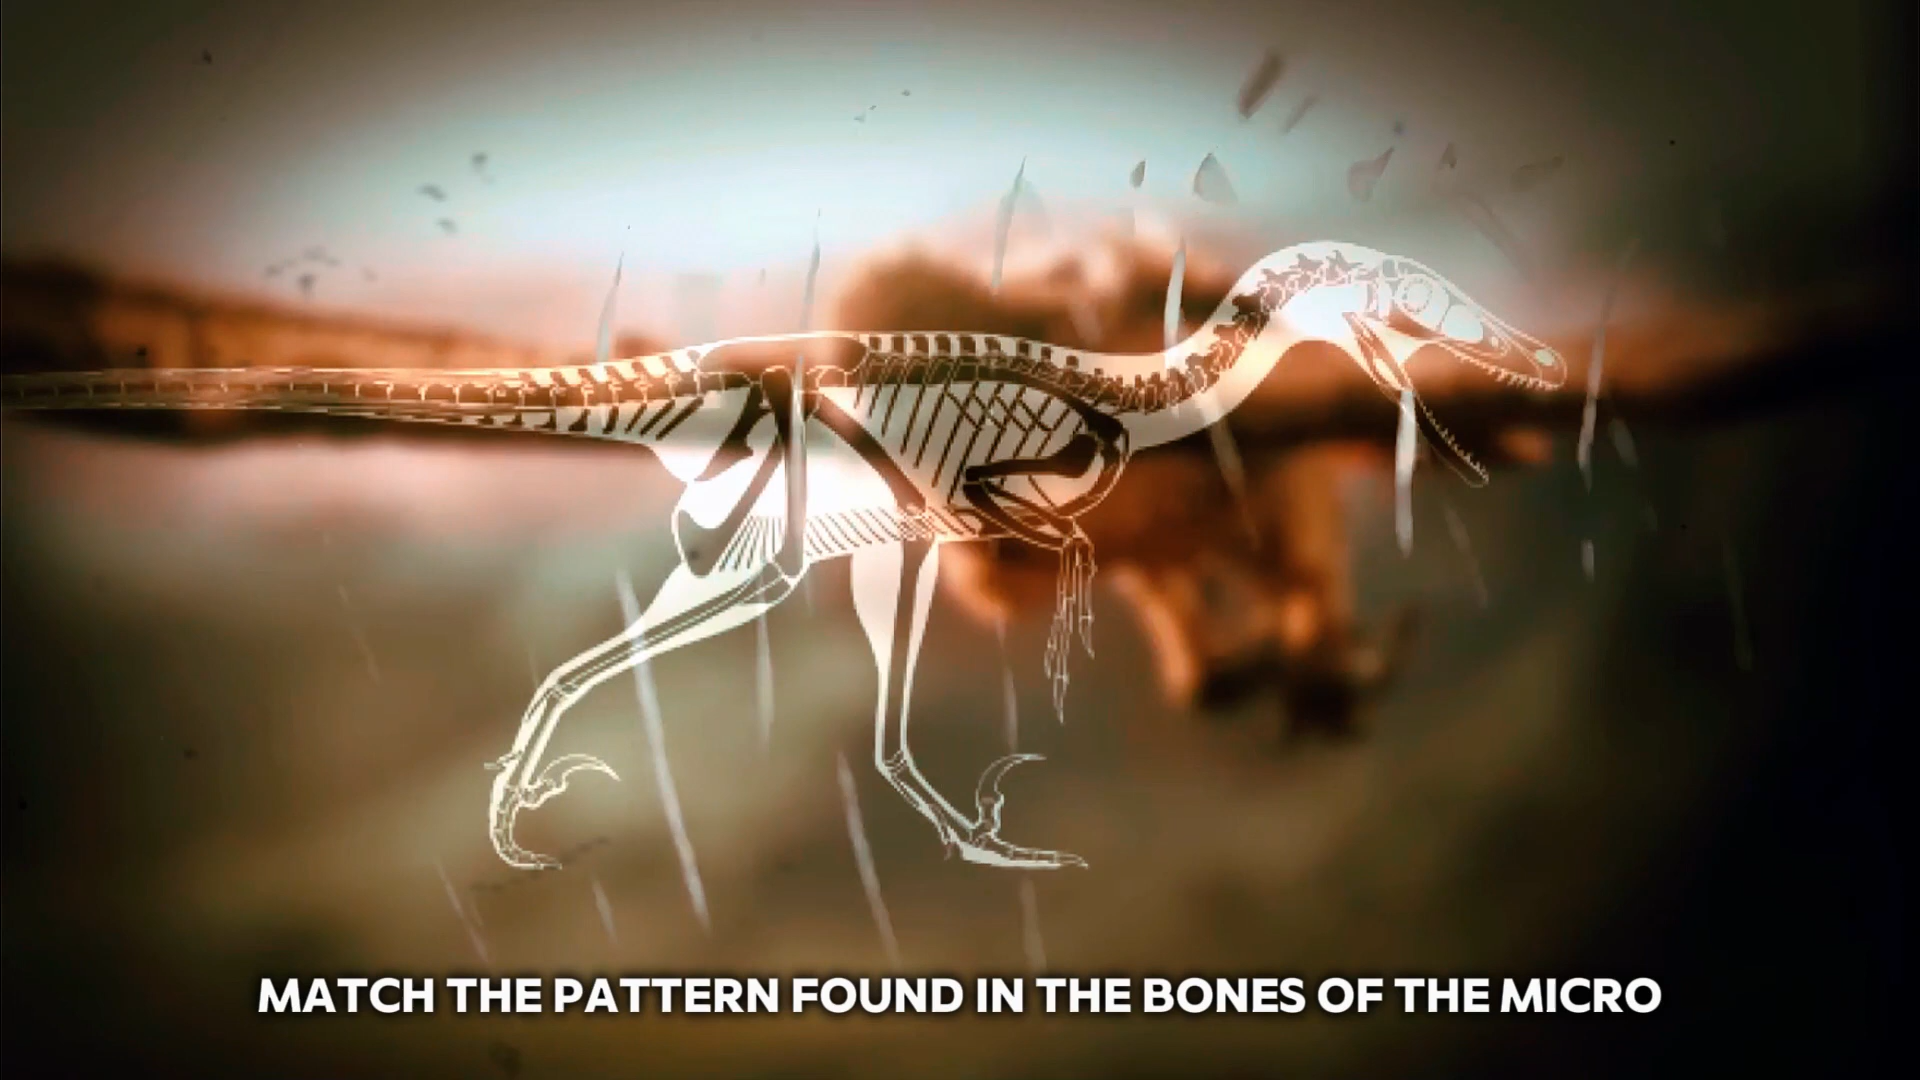 MATCH THE PATTERN FOUND IN THE BONES OF THE MICRO